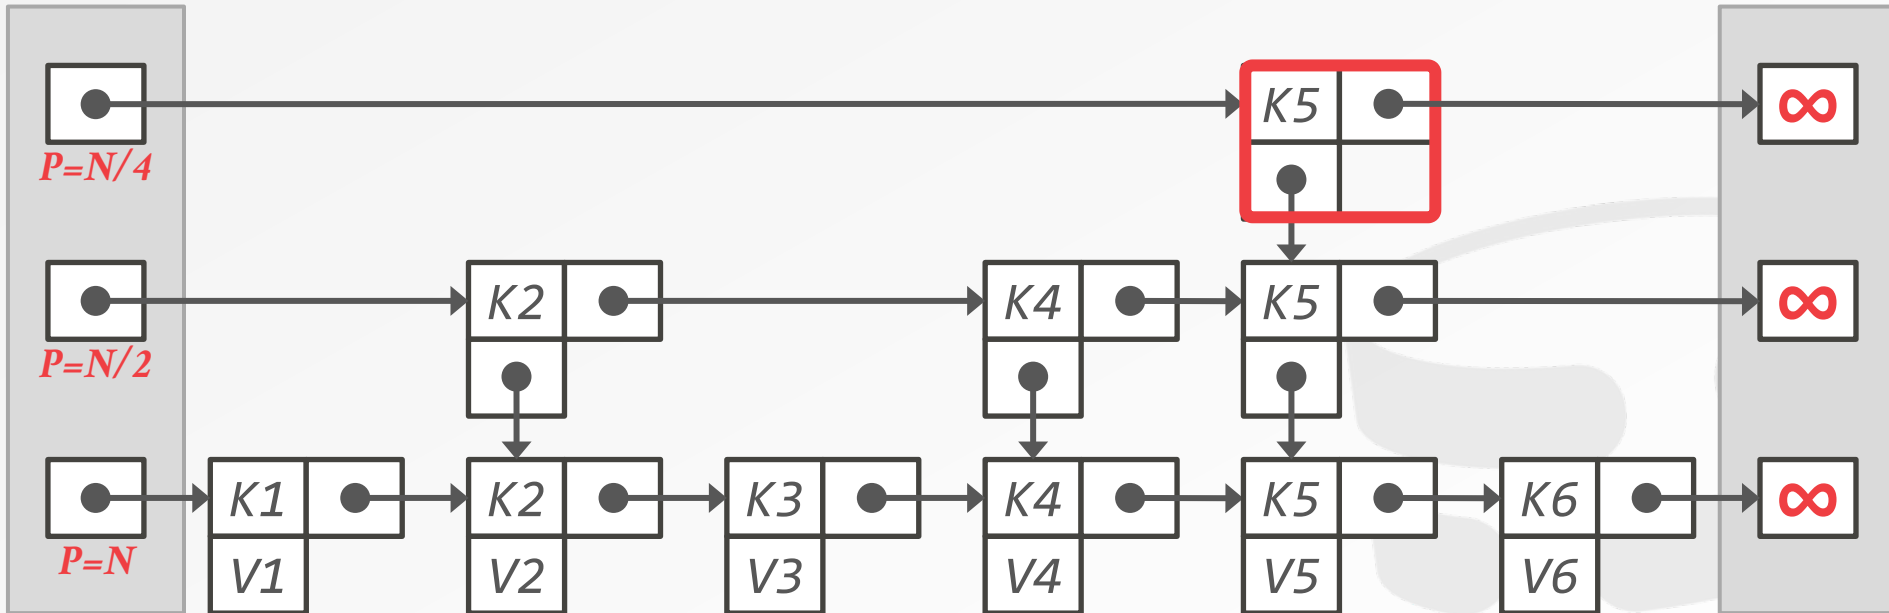 K5 ∞
P=N/4
K2 K4 K5 ∞
P=N/2
K1 K2 K3 K4 K5 K6 ∞
P=N
V1 V2 V3 V4 V5 V6